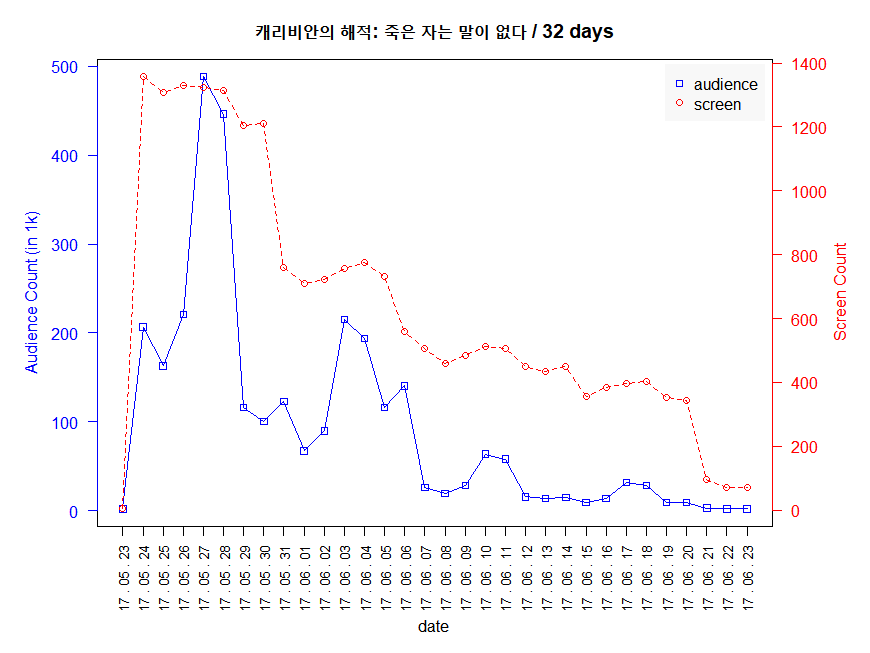 캐리비안의 해적: 죽은 자는 말이 없다 / 32 days
audience
screen
Audience Count (in 1k)
500
400
300
200
100
0
1400
1200
1000
800
600
400
200
0
Screen Count
17 . 05 . 23
17 . 05 . 24
17 . 05 . 25
17 . 05 . 26
17 . 05 . 27
17 . 05 . 28
17 . 05 . 29
17 . 05 . 30
17 . 05 . 31
17 . 06 . 01
17 . 06 . 02
17 . 06 . 03
17 . 06 . 04
17 . 06 . 05
17 . 06 . 06
17 . 06 . 07
17 . 06 . 08
17 . 06 . 09
17 . 06 . 10
17 . 06 . 11
17 . 06 . 12
17 . 06 . 13
17 . 06 . 14
17 . 06 . 15
17 . 06 . 16
17 . 06 . 17
17 . 06 . 18
17 . 06 . 19
17 . 06 . 20
17 . 06 . 21
17 . 06 . 22
17 . 06 . 23
date